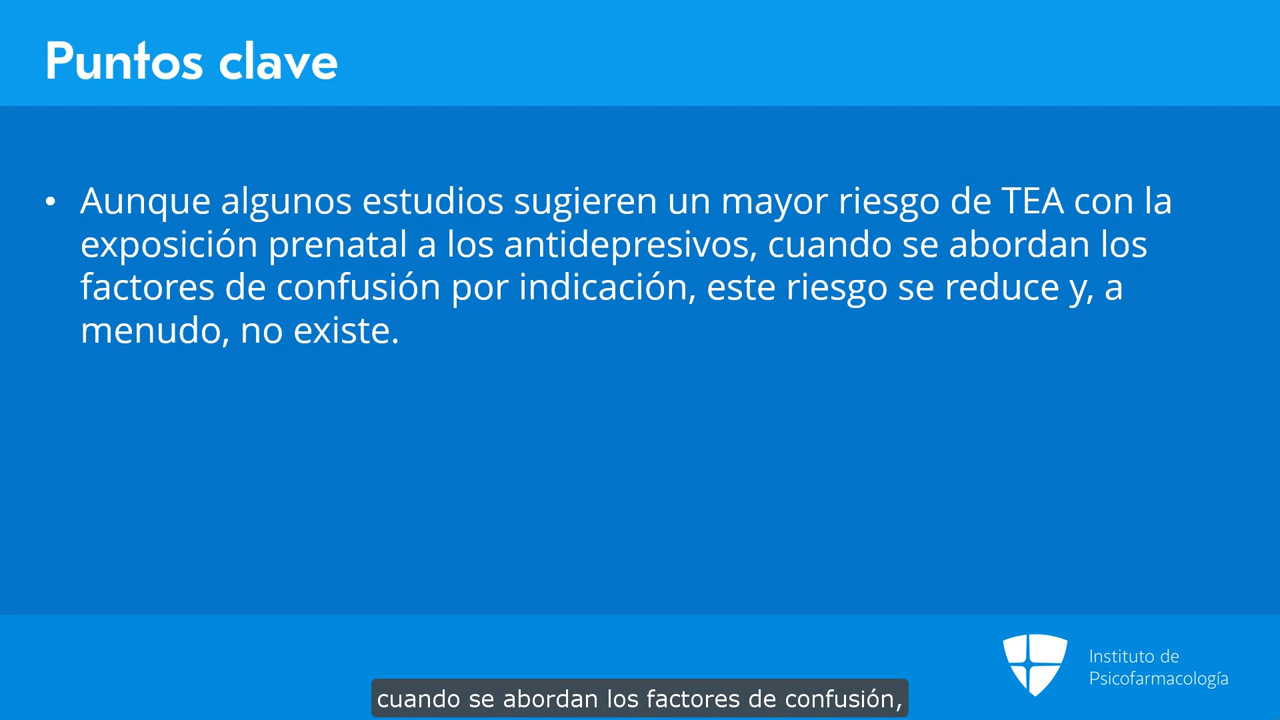 Puntos clave
• Aunque algunos estudios sugieren un mayor riesgo de TEA con la
exposición prenatal a los antidepresivos, cuando se abordan los
factores de confusión por indicación, este riesgo se reduce y, a
menudo, no existe.
Instituto de
Psicofarmacología
cuando se abordan los factores de confusión,